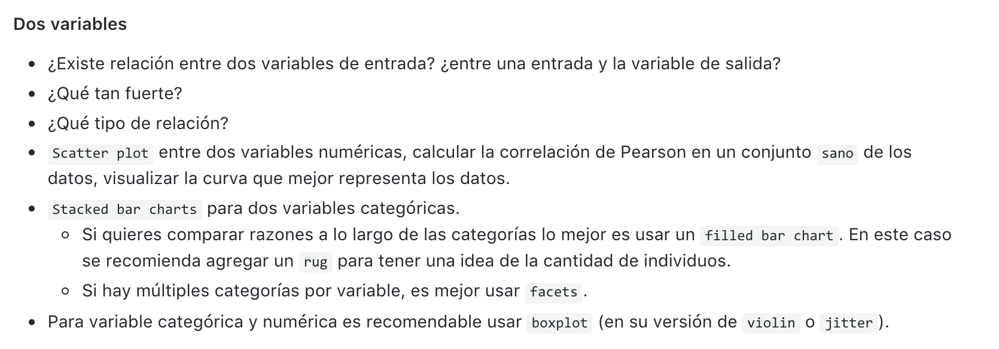 Dos variables
¿Existe relación entre dos variables de entrada? ¿entre una entrada y la variable de salida?
¿Qué tan fuerte?
¿Qué tipo de relación?
Scatter plot entre dos variables numéricas, calcular la correlación de Pearson en un conjunto sano de los
datos, visualizar la curva que mejor representa los datos.
Stacked bar charts para dos variables categóricas.
Si quieres comparar razones a lo largo de las categorías lo mejor es usar un filled bar chart. En este caso
se recomienda agregar un rug para tener una idea de la cantidad de individuos.
Si hay múltiples categorías por variable, es mejor usar facets.
Para variable categórica y numérica es recomendable usar boxplot (en su versión de violin o jitter).